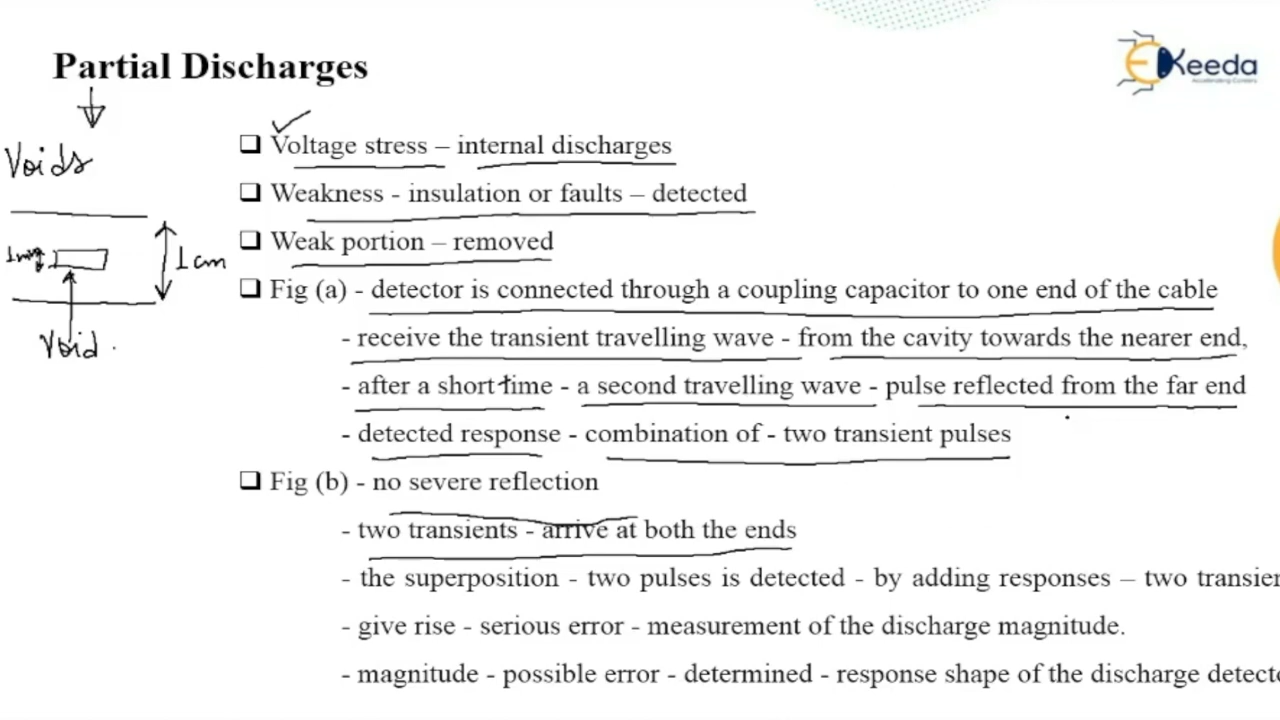 Partial Discharges
EKeeda
Voids
1 cm
Void
❑ Voltage stress – internal discharges
❑ Weakness - insulation or faults – detected
❑ Weak portion – removed
❑ Fig (a) - detector is connected through a coupling capacitor to one end of the cable
- receive the transient travelling wave - from the cavity towards the nearer end,
- after a short time - a second travelling wave - pulse reflected from the far end
- detected response - combination of - two transient pulses
❑ Fig (b) - no severe reflection
- two transients - arrive at both the ends
- the superposition - two pulses is detected - by adding responses – two transien
- give rise - serious error - measurement of the discharge magnitude.
- magnitude - possible error - determined - response shape of the discharge detecto